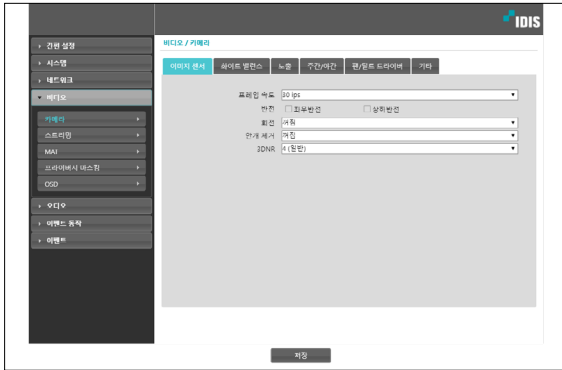 IDIS
비디오 / 카메라
간편 설정
시스템
네트워크
비디오
카메라
스트리밍
MAT
프라이버시 마스킹
OSD
오디오
이벤트 동작
이벤트
이미지 센서 화이트 밸런스 노출 주간/야간 팬/틸트 드라이버 기타
프레임 속도 30 ips
반전 좌우반전 상하반전
회전 꺼짐
안개 제거 꺼짐
3DNR 4 (일반)
저장